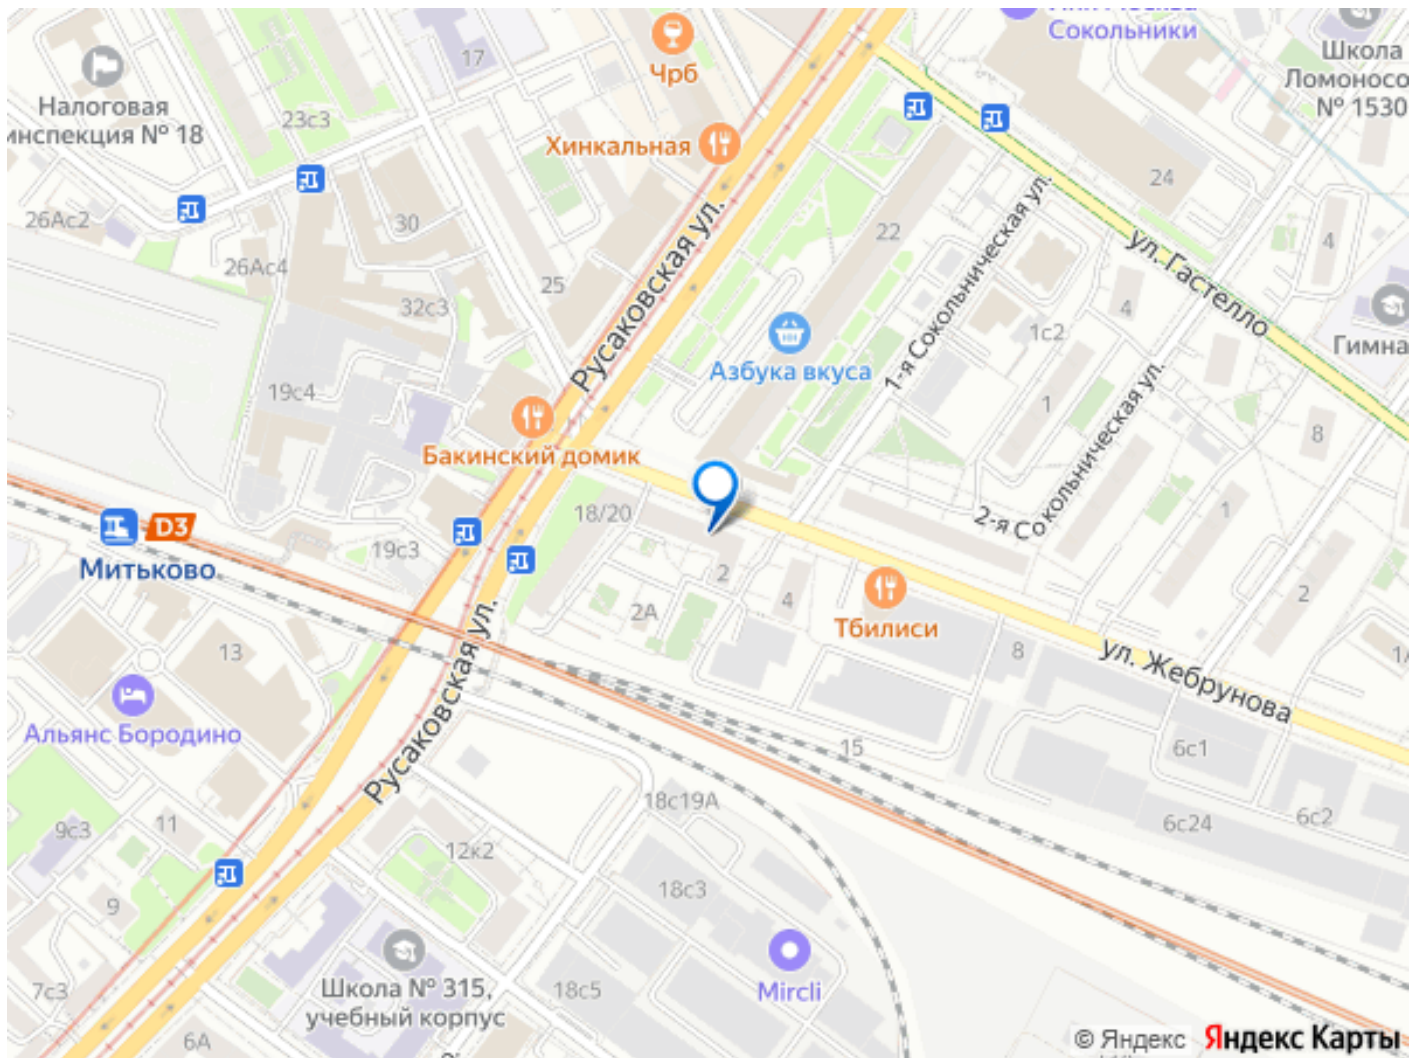 Сокольники
Школа
Ломоносо
№ 1530
Чрб
17
Налоговая
инспекция № 18
23с3
Хинкальная
24
26Ас2
30
22
4
ул. Гастелло
Русаковская ул.
1-я Сокольническая ул.
26Ас4
25
32с3
4
1с2
Гимна
Азбука вкуса
19с4
1
2-я Сокольническая ул.
8
Бакинский домик
18/20
1
D3
Митьково
19с3
2
4
2А
2
Тбилиси
8
ул. Жебрунова
1А
13
Русаковская ул.
Альянс Бородино
15
6с1
18с19А
9с3
11
12к2
6с24
6с2
18с3
9
Школа № 315,
учебный корпус
7с3
18с5
Mircli
6А
© Яндекс Яндекс Карты